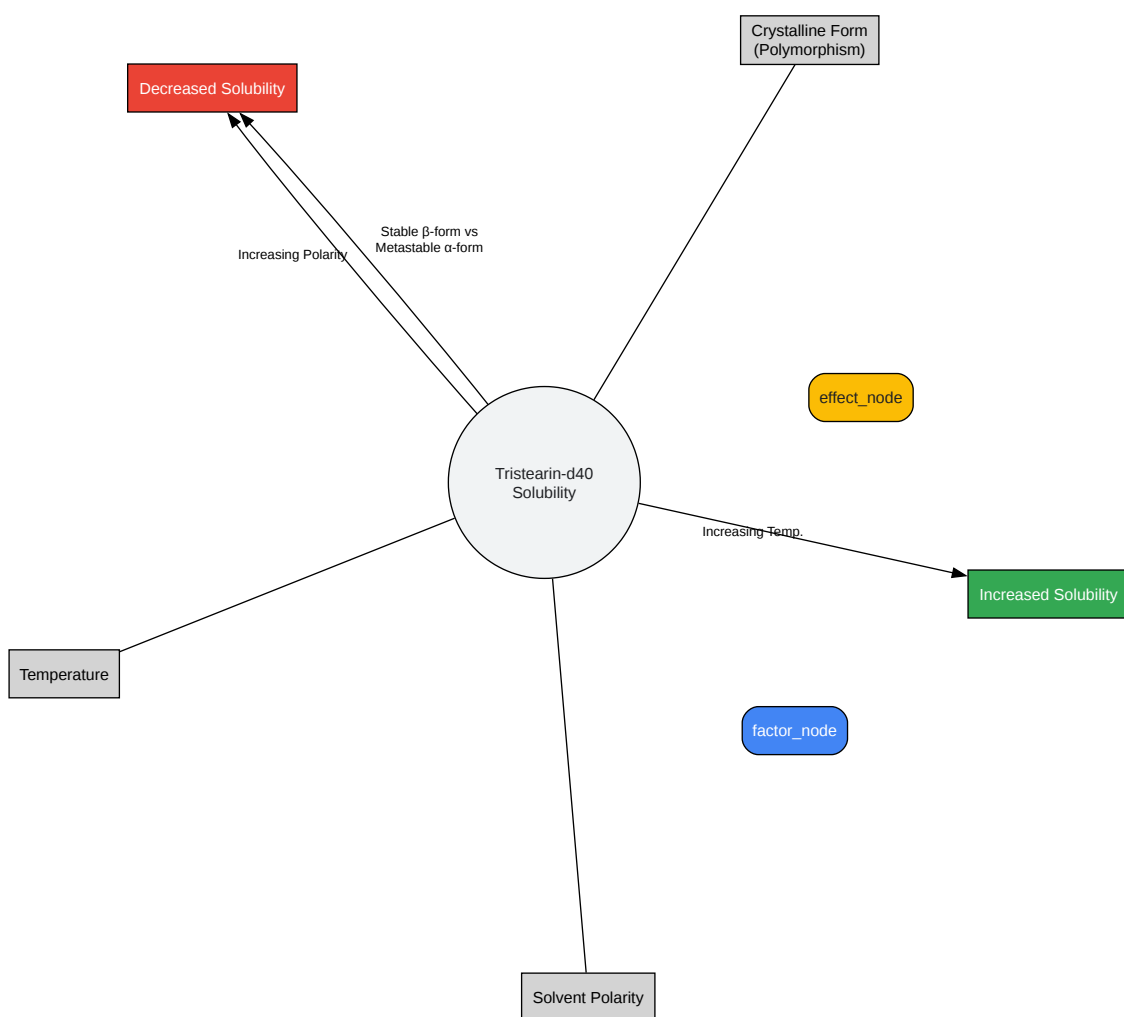 Crystalline Form
(Polymorphism)
Decreased Solubility
Stable β-form vs
Metastable α-form
Increasing Polarity
effect_node
Tristearin-d40
Solubility
Increasing Temp.
Increased Solubility
Temperature
factor_node
Solvent Polarity